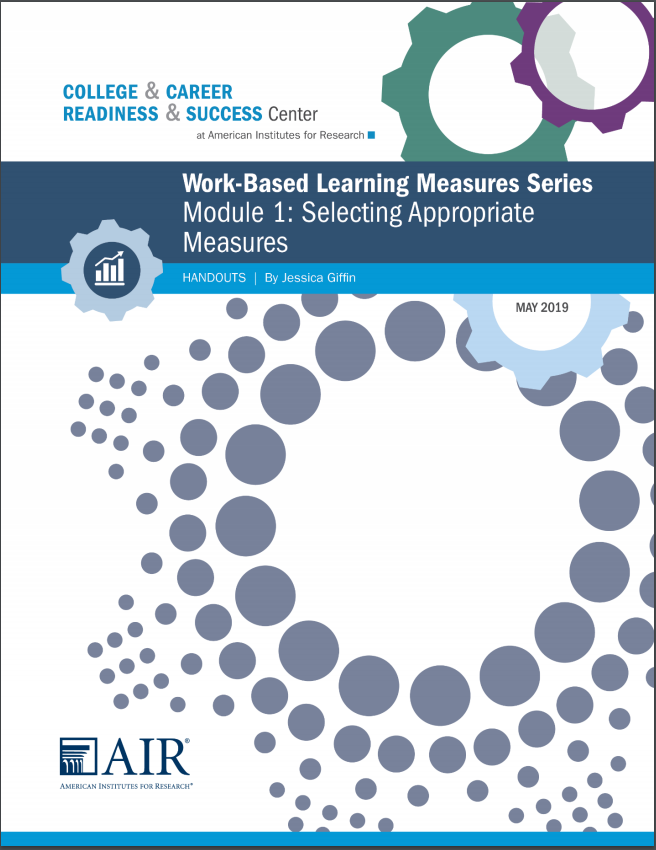 COLLEGE & CAREER
READINESS & SUCCESS Center
at American Institutes for Research
Work-Based Learning Measures Series
Module 1: Selecting Appropriate
Measures
HANDOUTS | By Jessica Giffin
MAY 2019
AIR®
AMERICAN INSTITUTES FOR RESEARCH®